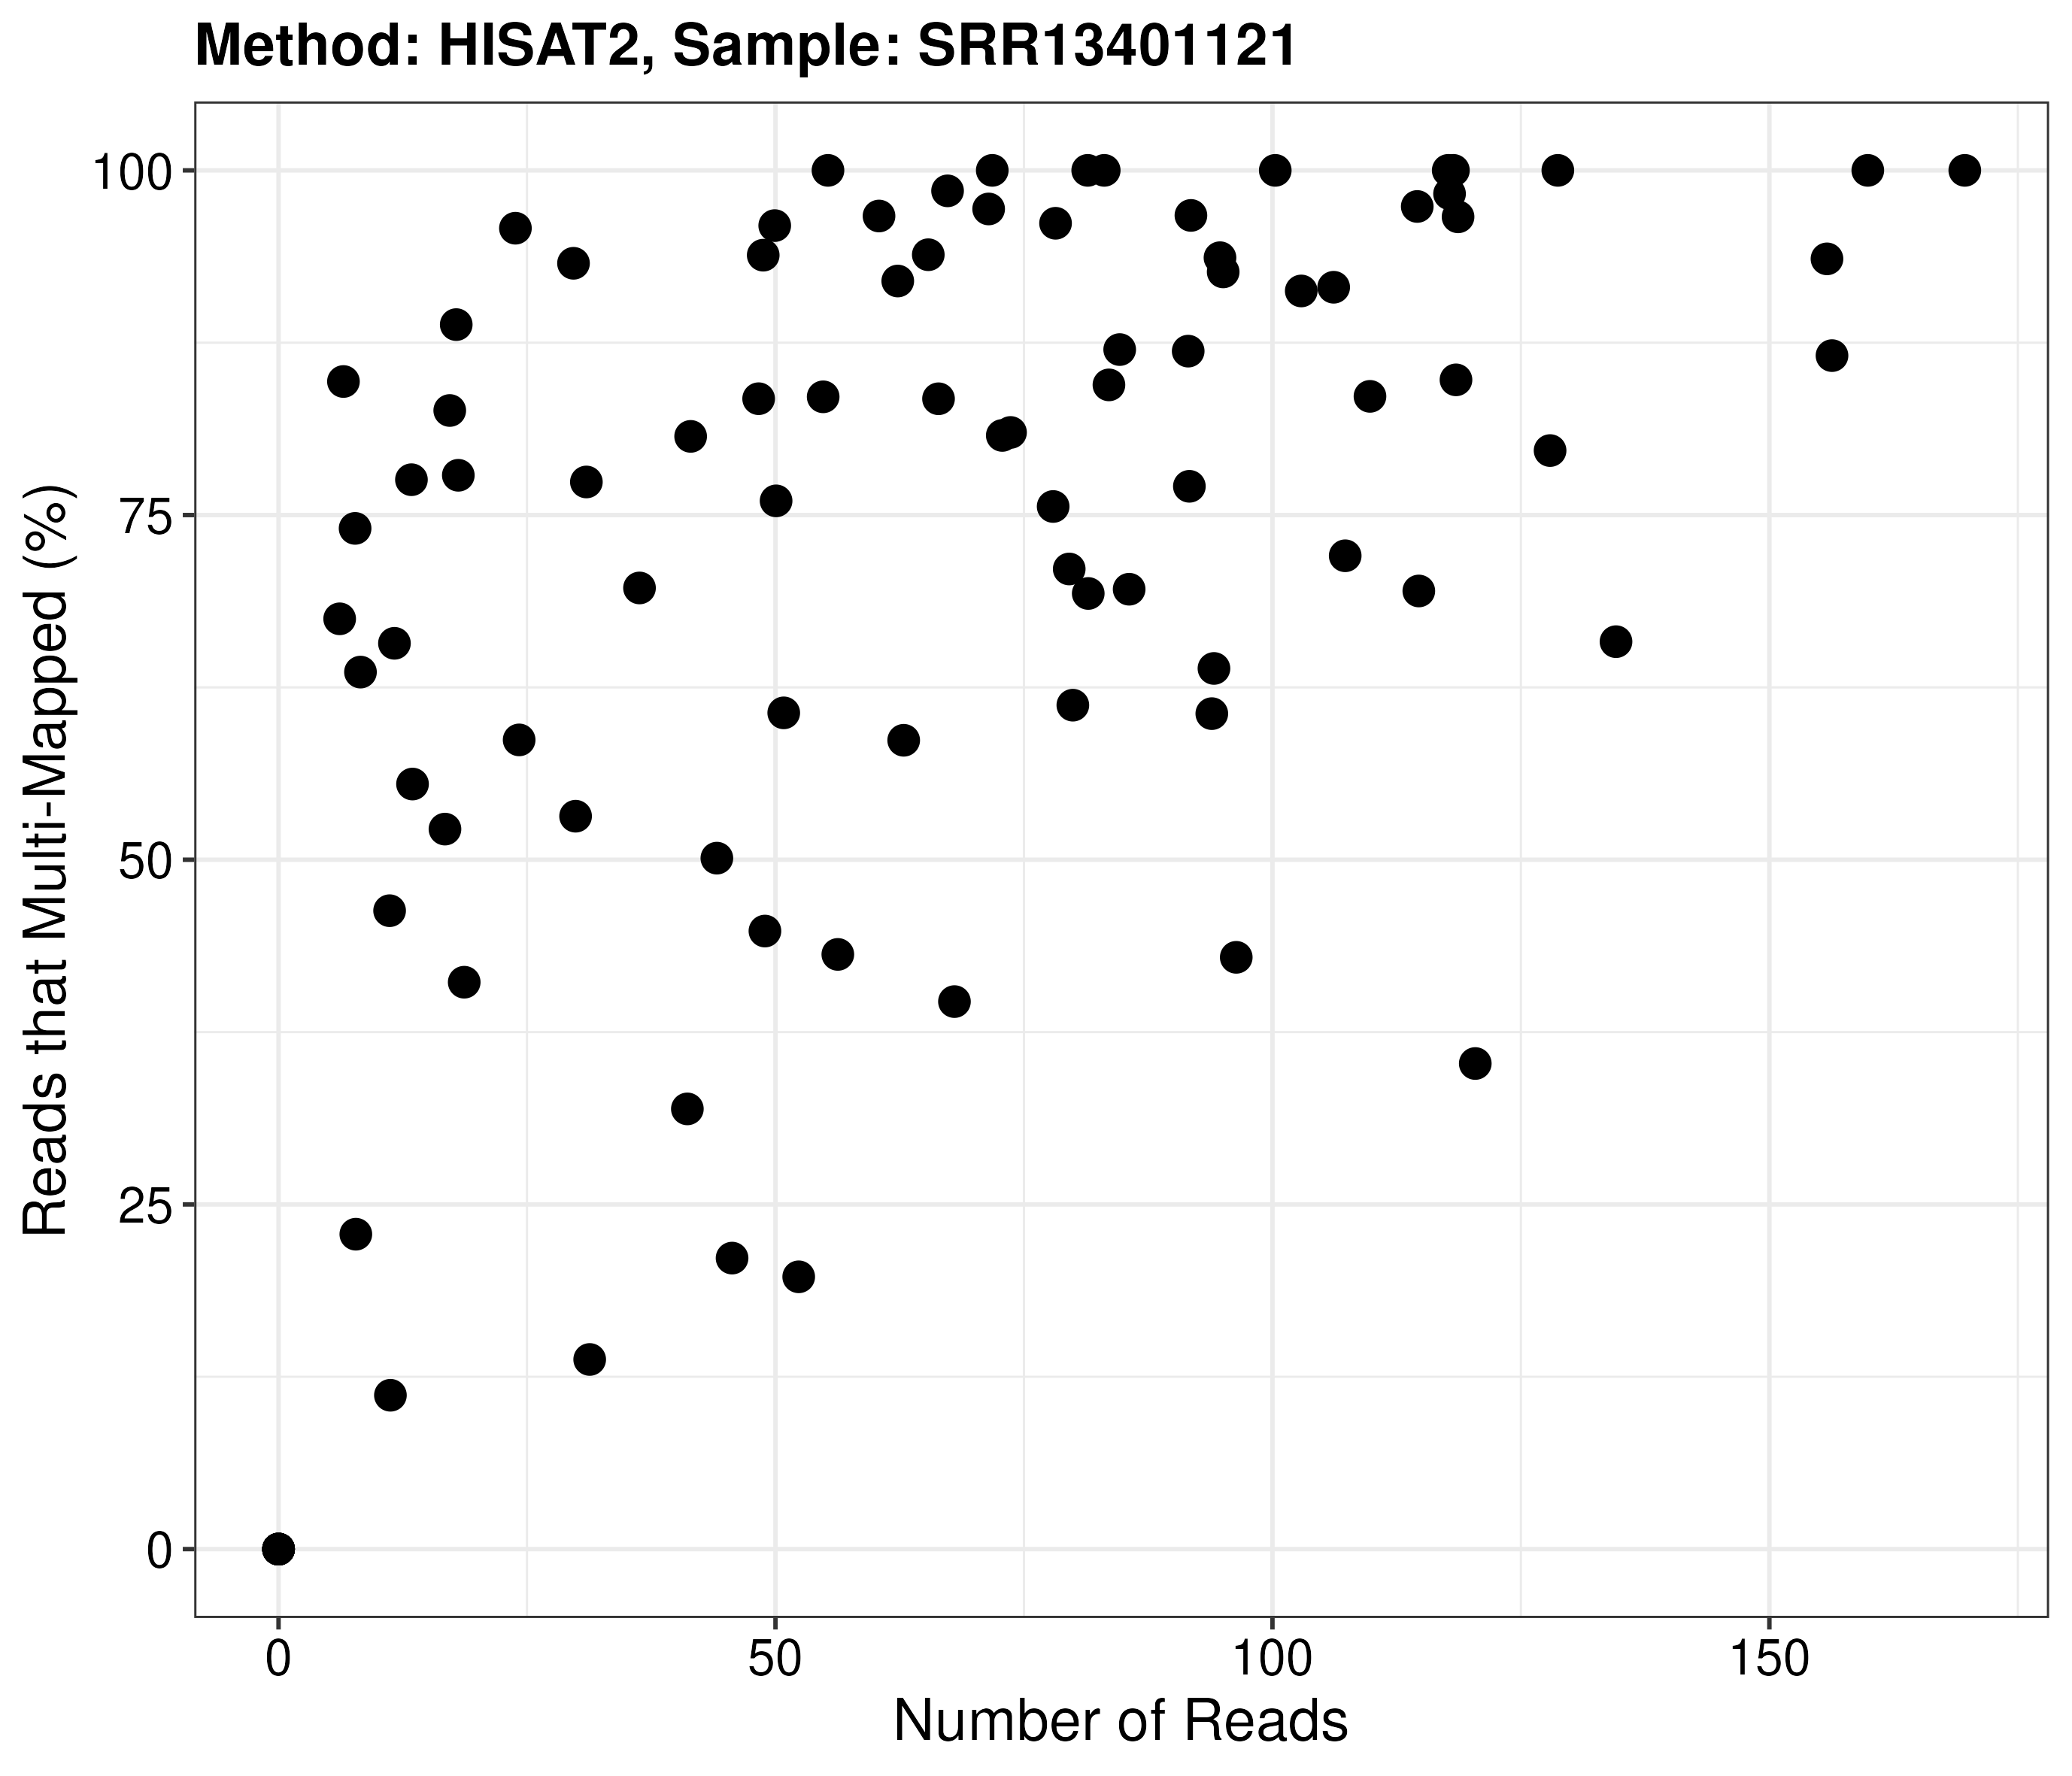 Method: HISAT2, Sample: SRR13401121
Reads that Multi-Mapped (%)
100
75
50
25
0
0 50 100 150
Number of Reads